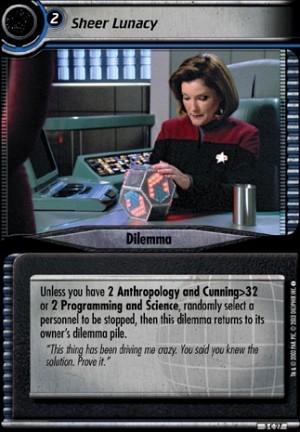 2
Sheer Lunacy
Dilemma
Unless you have 2 Anthropology and Cunning>32
or 2 Programming and Science, randomly select
a personnel to be stopped, then this dilemma returns to its
owner's dilemma pile.
"This thing has been driving me crazy. You said you knew the
solution. Prove it."